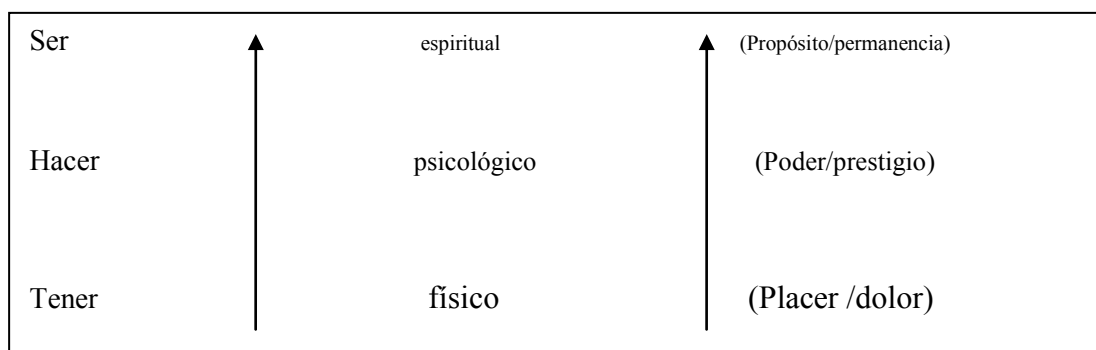 Ser espiritual (Propósito/permanencia)
Hacer psicológico (Poder/prestigio)
Tener físico (Placer /dolor)